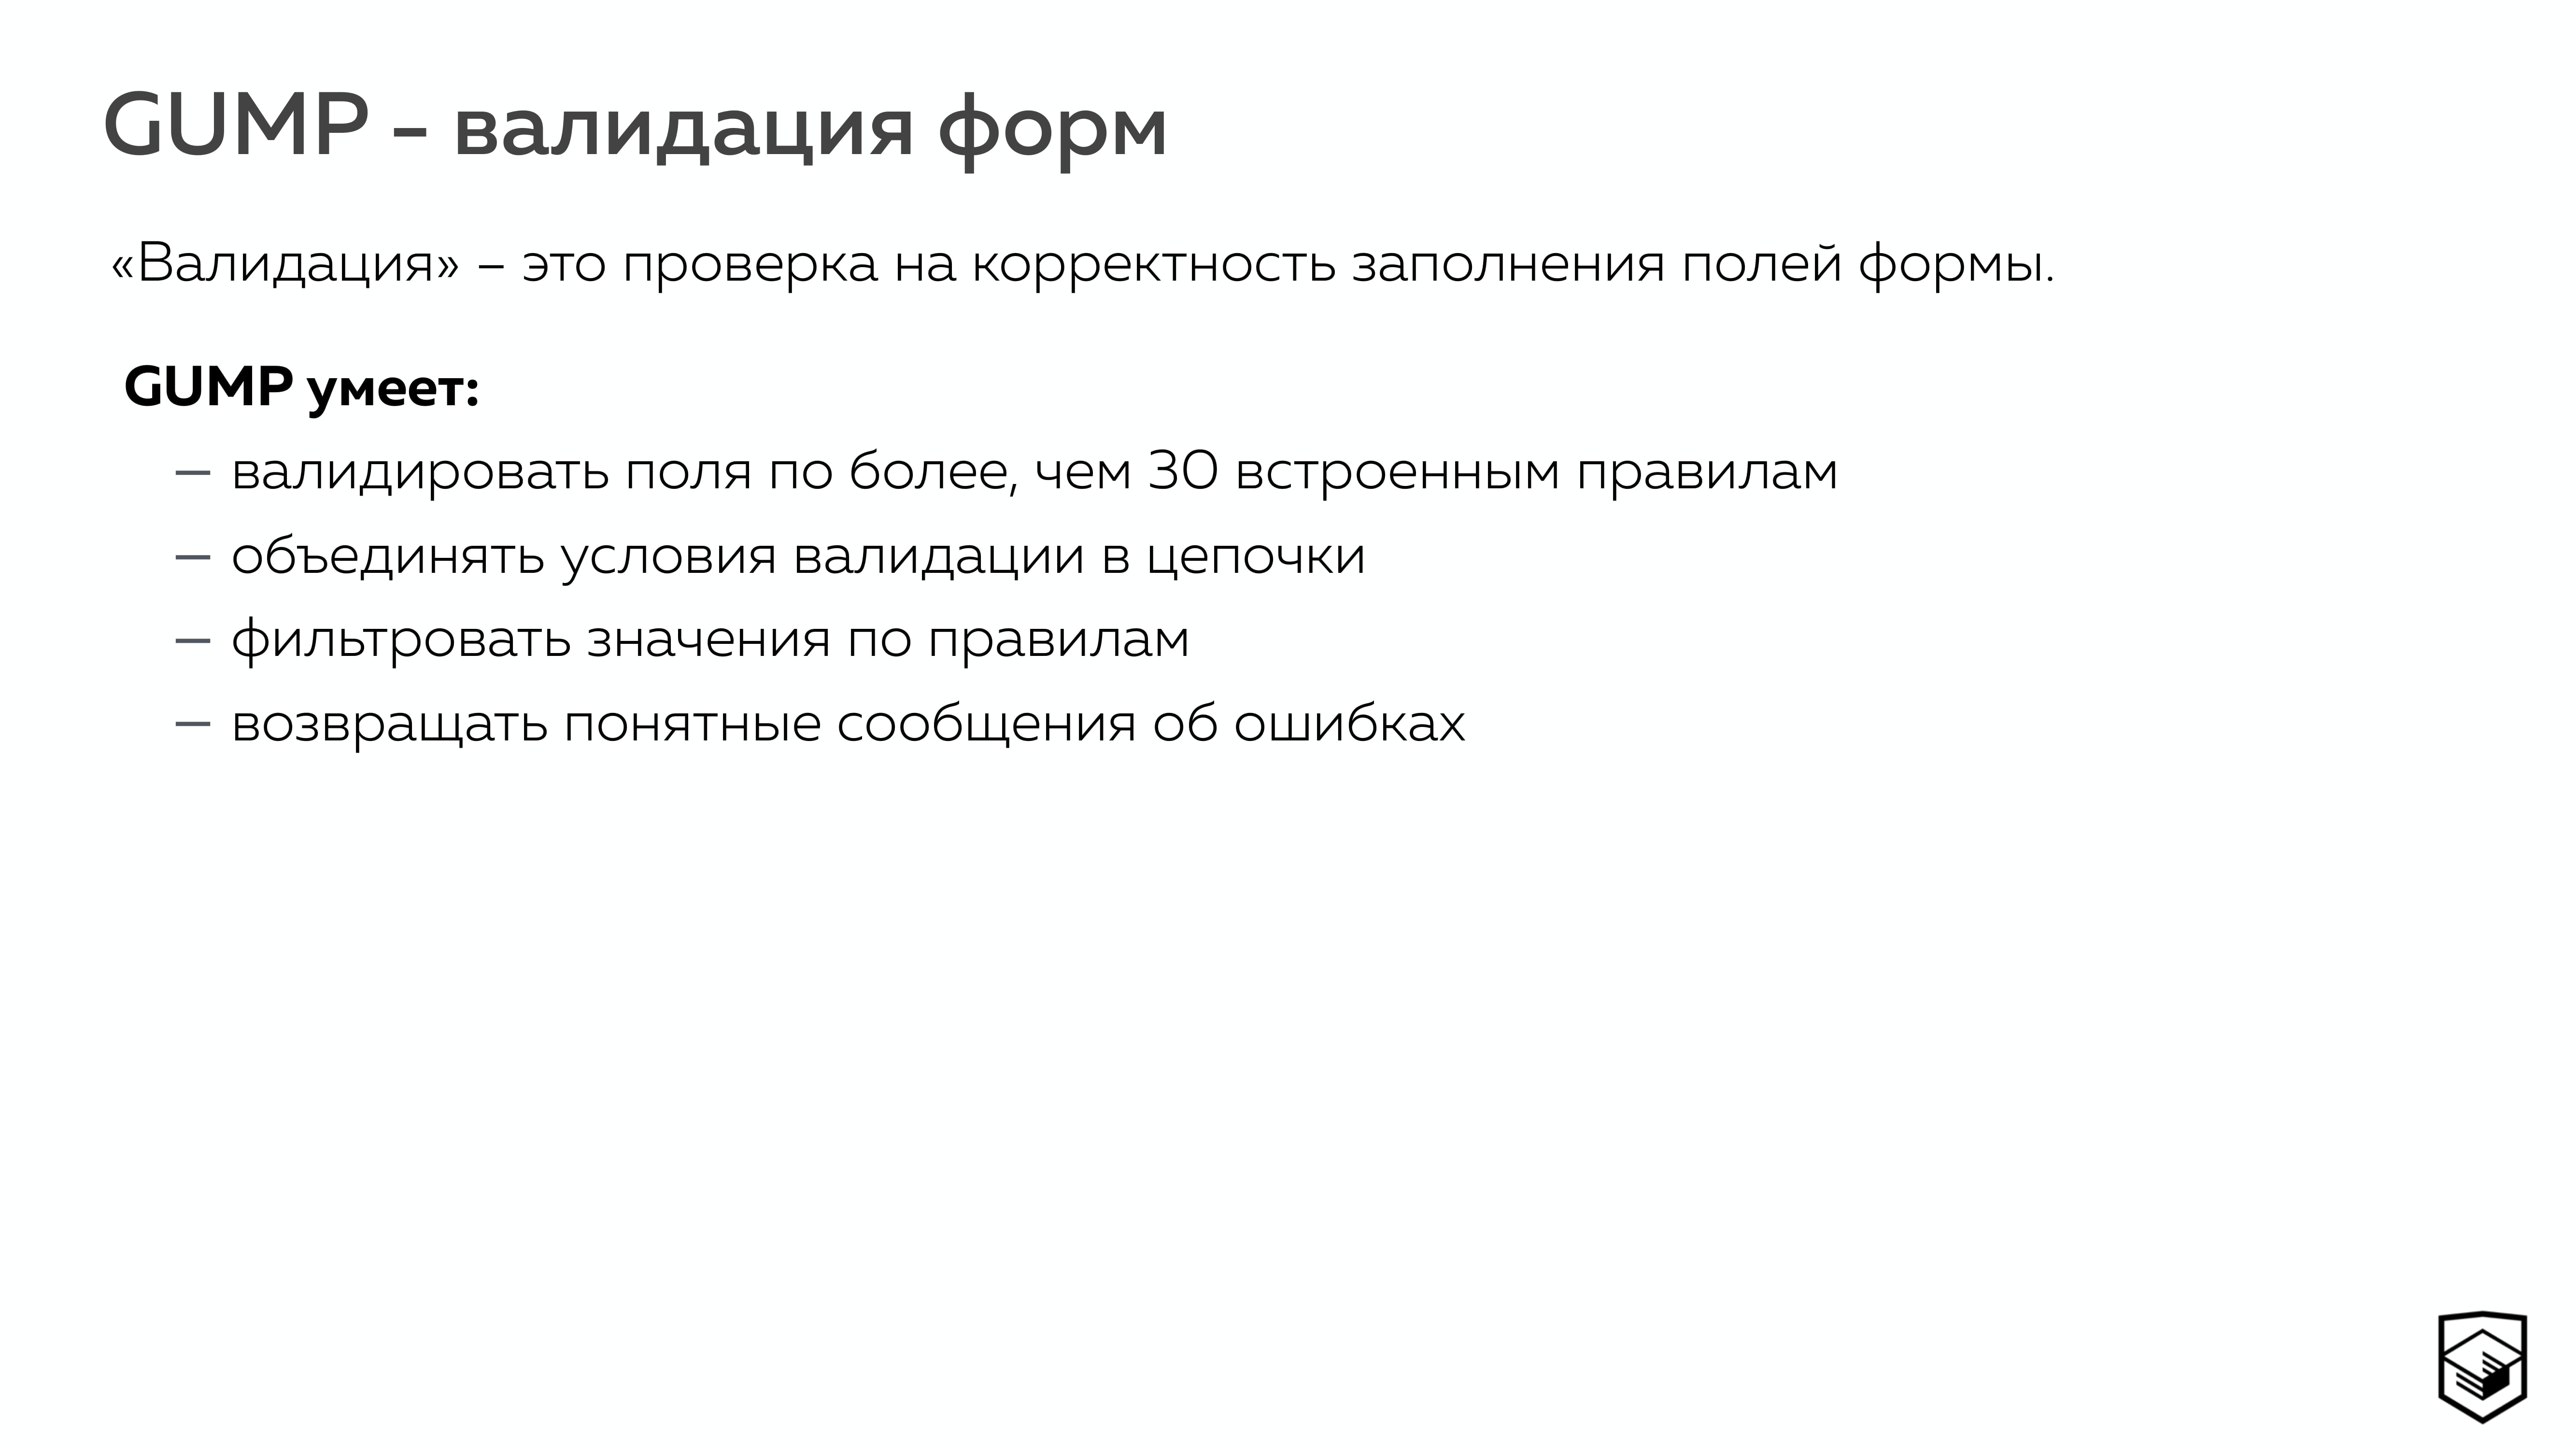 GUMP - валидация форм
«Валидация» – это проверка на корректность заполнения полей формы.
GUMP умеет:
— валидировать поля по более, чем 30 встроенным правилам
— объединять условия валидации в цепочки
— фильтровать значения по правилам
— возвращать понятные сообщения об ошибках